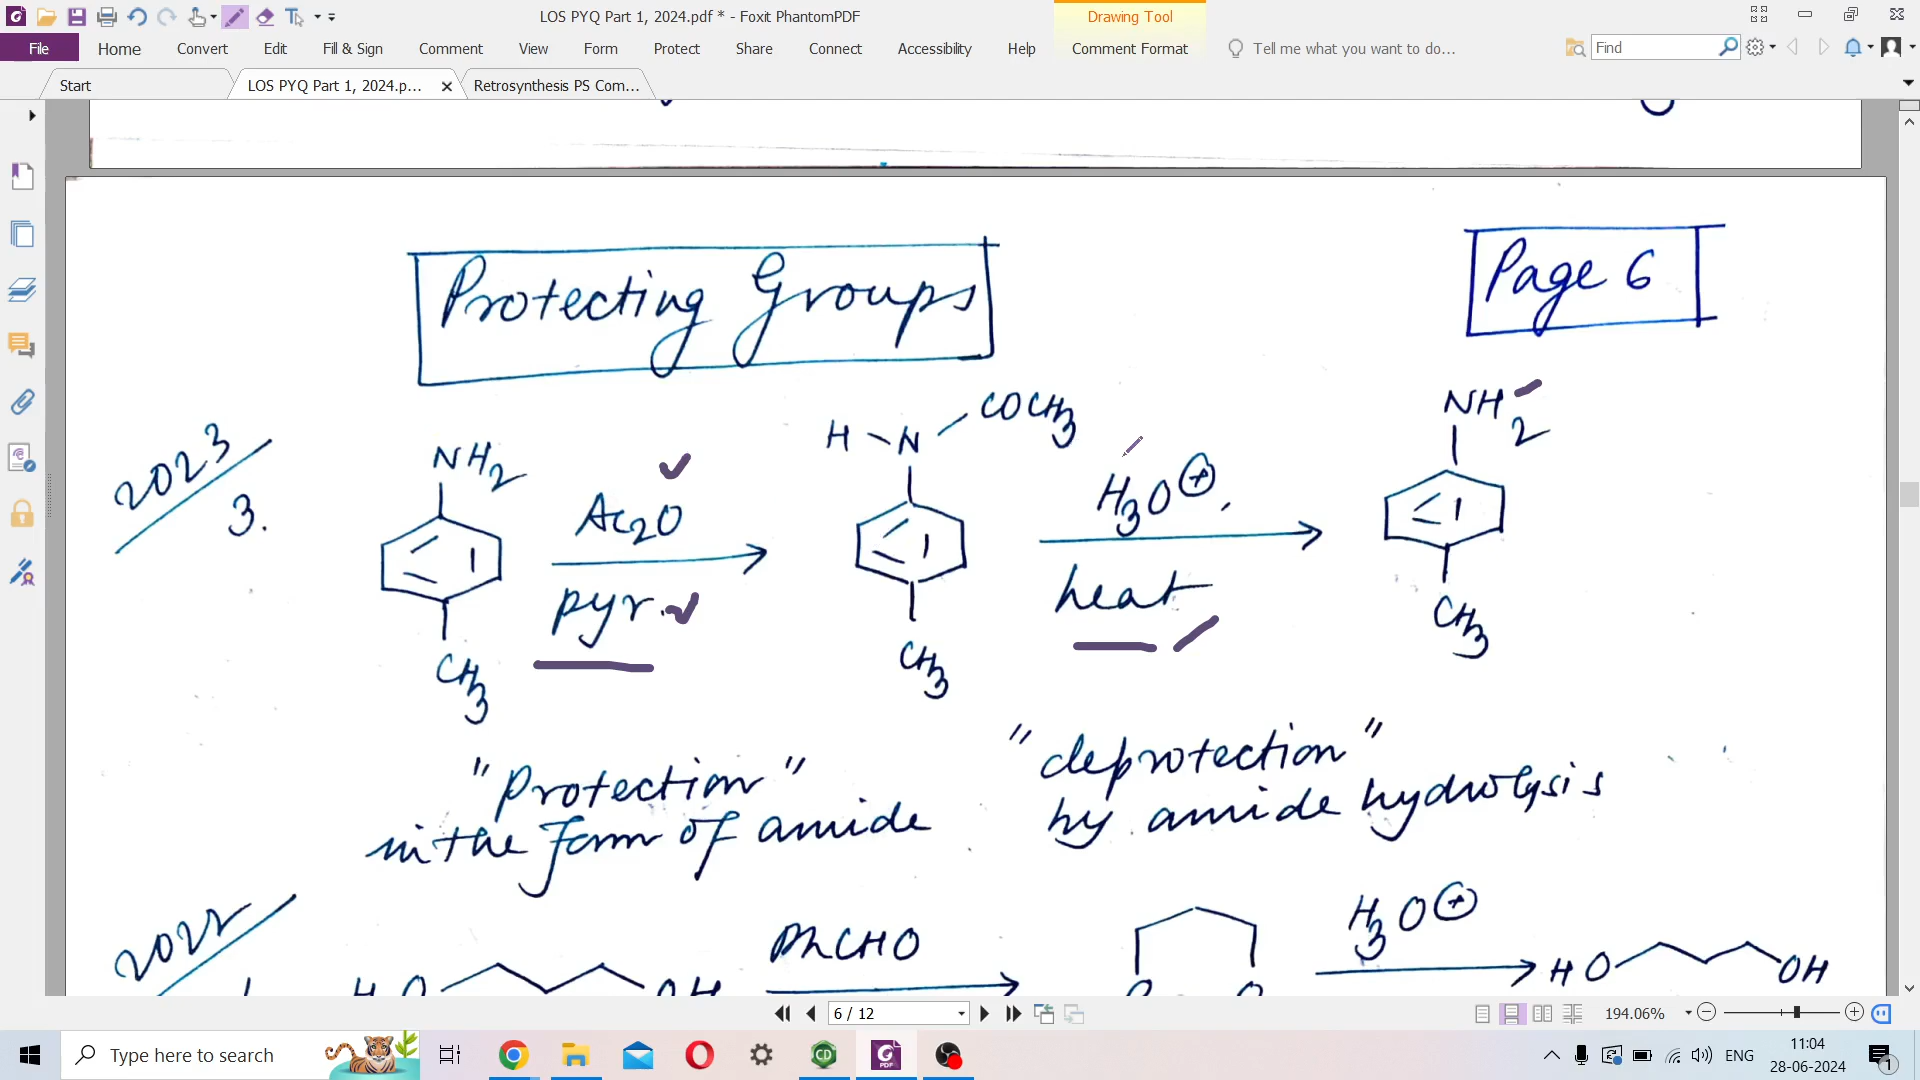 LOS PYQ Part 1, 2024.pdf * - Foxit PhantomPDF
Drawing Tool
File Home Convert Edit Fill & Sign Comment View Form Protect Share Connect Accessibility Help Comment Format Tell me what you want to do... Find
Start LOS PYQ Part 1, 2024.p... Retrosynthesis PS Com...
Protecting Groups
Page 6
2023
3.
NH2
CH3
Ac2O
pyr.
H-N-COCH3
CH3
H3O⊕,
heat
NH2
CH3
"Protection"
in the form of amide
"deprotection"
by amide hydrolysis
2022
HO OH
PhCHO
O O
H3O⊕
HO OH
6 / 12
194.06%
Type here to search
ENG
11:04
28-06-2024
1